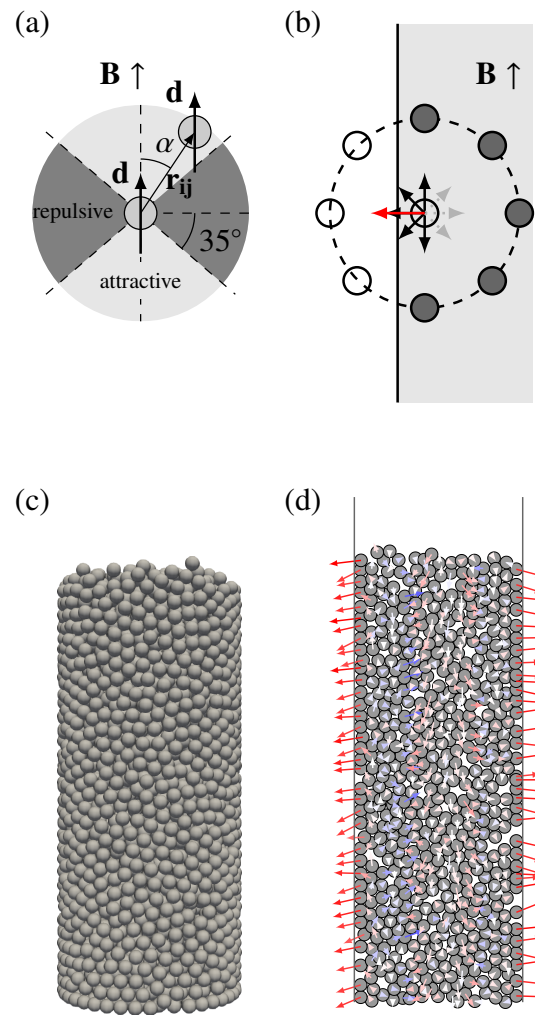 (a)
(b)
B ↑
d
B ↑
α
d
r_ij
repulsive
35°
attractive
(c)
(d)